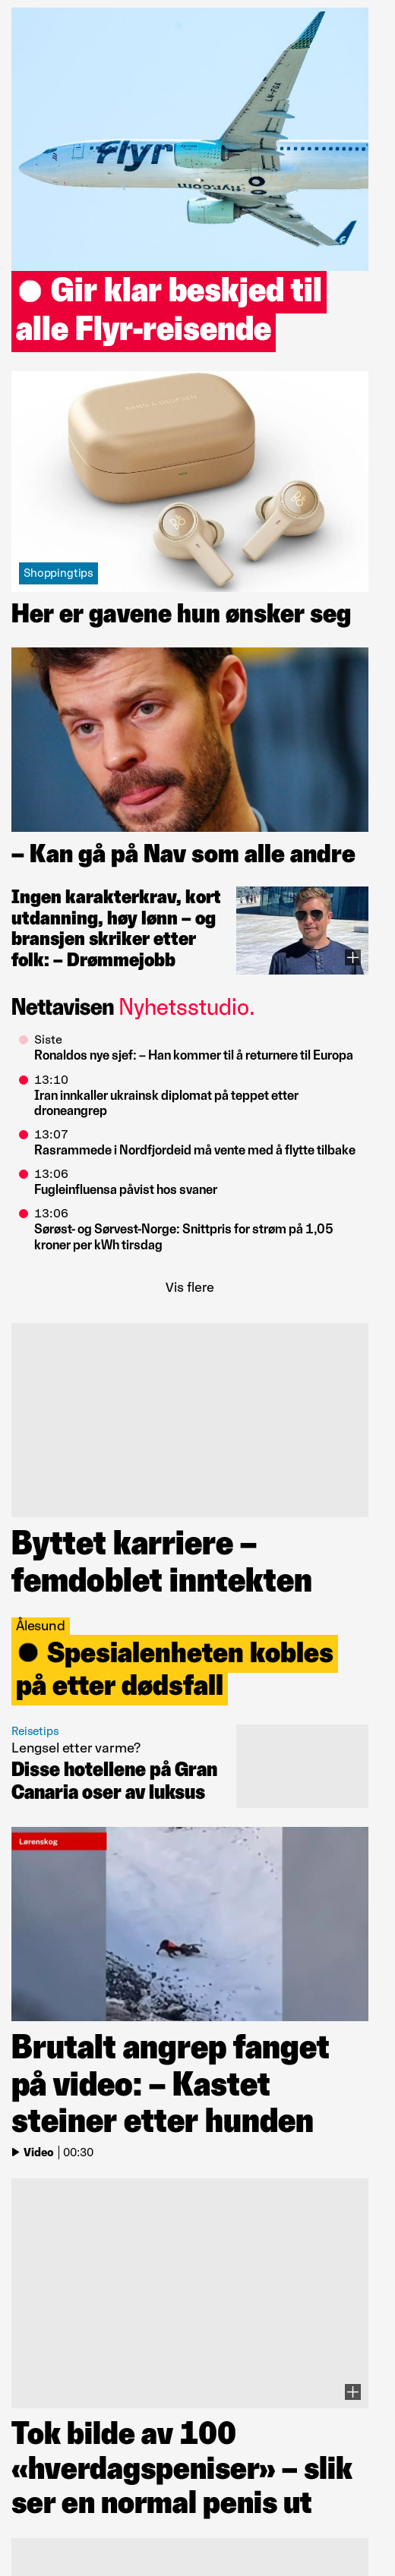 LN-FGA
Flyr
flyr.com
Gir klar beskjed til
alle Flyr-reisende
BANG & OLUFSEN
Shoppingtips
Her er gavene hun ønsker seg
– Kan gå på Nav som alle andre
Ingen karakterkrav, kort
utdanning, høy lønn – og
bransjen skriker etter
folk: – Drømmejobb
Nettavisen Nyhetsstudio.
Siste
Ronaldos nye sjef: – Han kommer til å returnere til Europa
13:10
Iran innkaller ukrainsk diplomat på teppet etter
droneangrep
13:07
Rasrammede i Nordfjordeid må vente med å flytte tilbake
13:06
Fugleinfluensa påvist hos svaner
13:06
Sørøst- og Sørvest-Norge: Snittpris for strøm på 1,05
kroner per kWh tirsdag
Vis flere
Byttet karriere –
femdoblet inntekten
Ålesund
Spesialenheten kobles
på etter dødsfall
Reisetips
Lengsel etter varme?
Disse hotellene på Gran
Canaria oser av luksus
Lørenskog
Brutalt angrep fanget
på video: – Kastet
steiner etter hunden
Video | 00:30
Tok bilde av 100
«hverdagspeniser» – slik
ser en normal penis ut